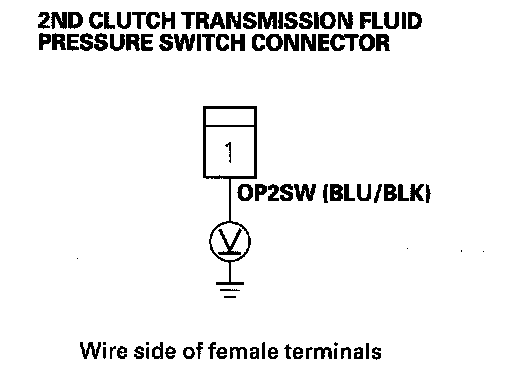 2ND CLUTCH TRANSMISSION FLUID
PRESSURE SWITCH CONNECTOR
1
OP2SW (BLU/BLK)
V
Wire side of female terminals